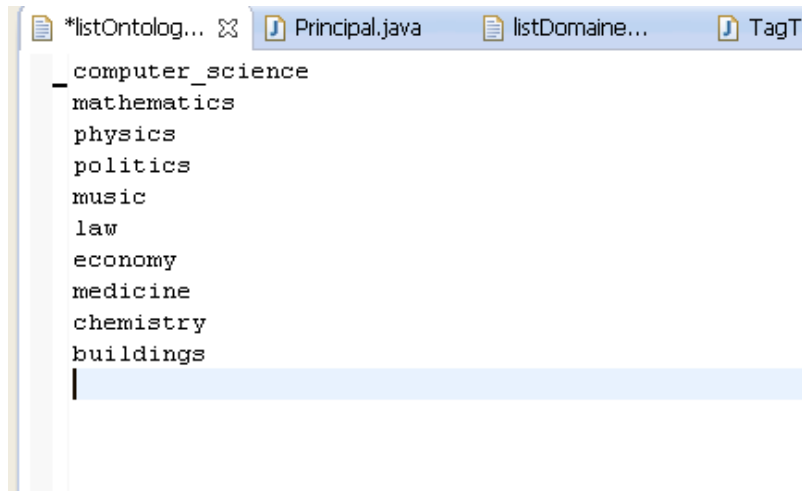 *listOntolog... Principal.java listDomaine... TagT
computer_science
mathematics
physics
politics
music
law
economy
medicine
chemistry
buildings